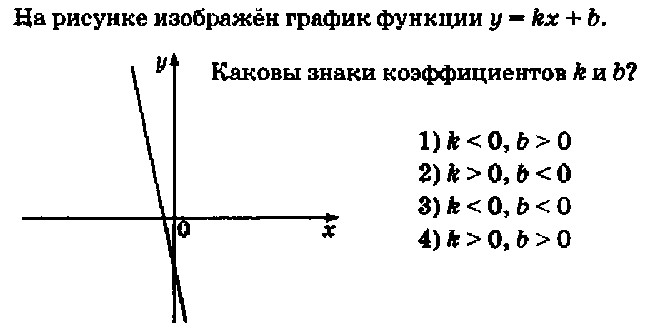 На рисунке изображён график функции y = kx + b.
Каковы знаки коэффициентов k и b?
y
1) k < 0, b > 0
2) k > 0, b < 0
3) k < 0, b < 0
4) k > 0, b > 0
0
x